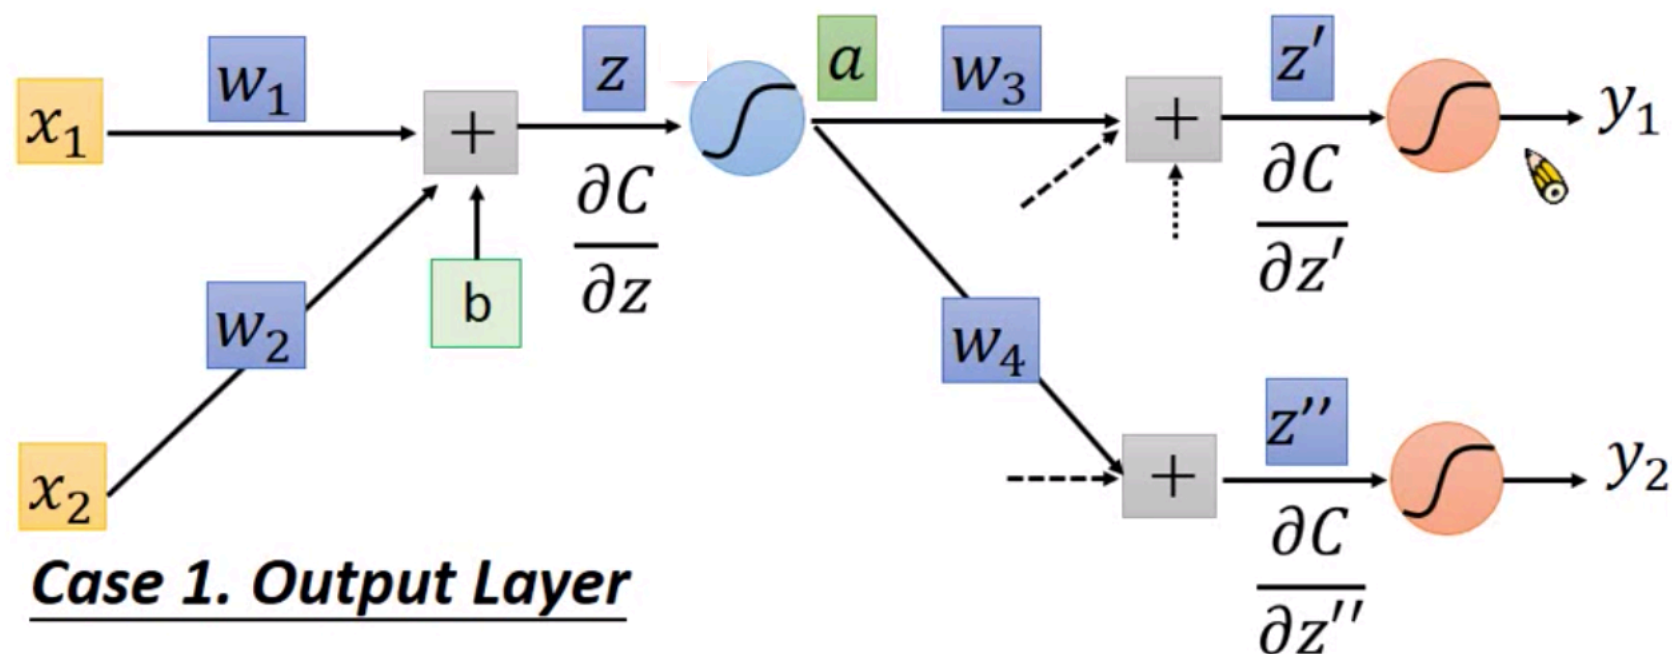 x₁ w₁ + z a w₃ + z′ y₁
∂C/∂z
∂C/∂z′
w₂ b
w₄
x₂ + z′′ y₂
∂C/∂z′′
Case 1. Output Layer